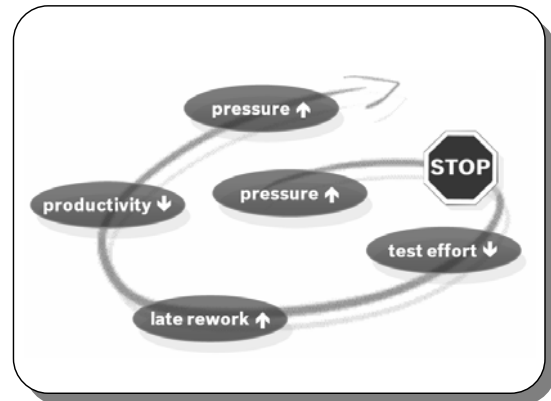 pressure ↑
STOP
pressure ↑
productivity ↓
test effort ↓
late rework ↑